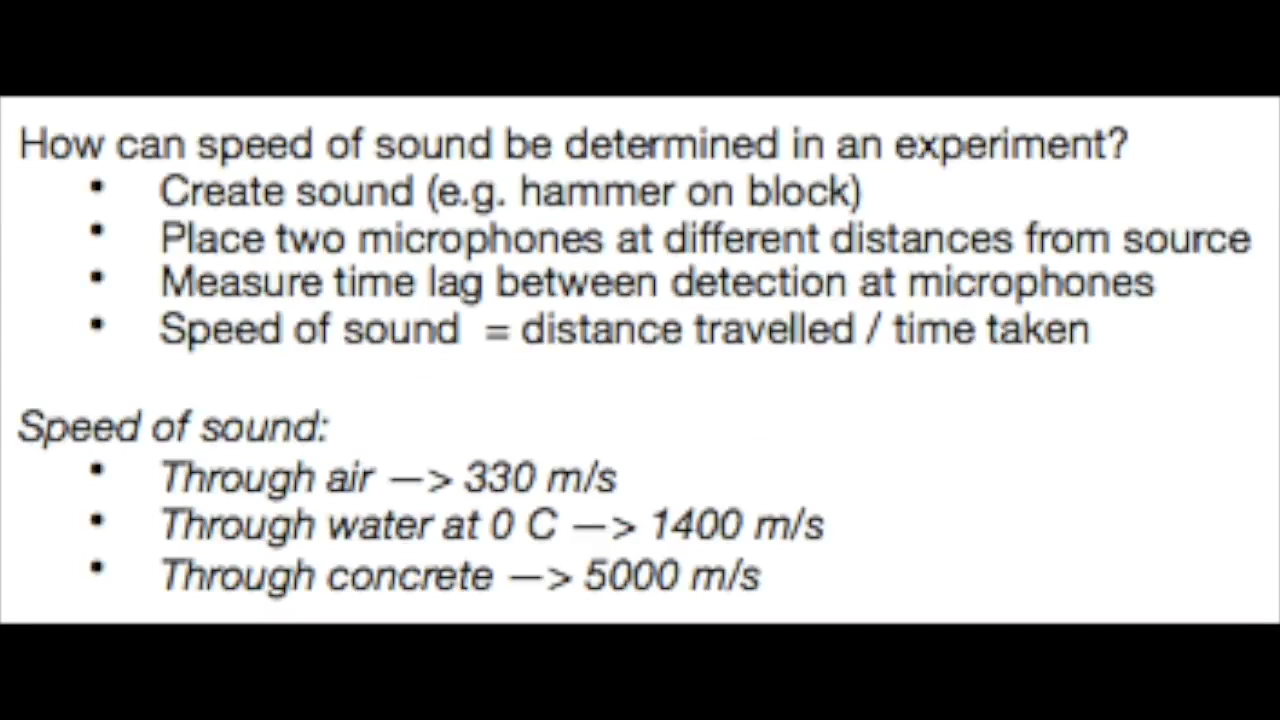 How can speed of sound be determined in an experiment?
• Create sound (e.g. hammer on block)
• Place two microphones at different distances from source
• Measure time lag between detection at microphones
• Speed of sound = distance travelled / time taken
Speed of sound:
• Through air —> 330 m/s
• Through water at 0 C —> 1400 m/s
• Through concrete —> 5000 m/s